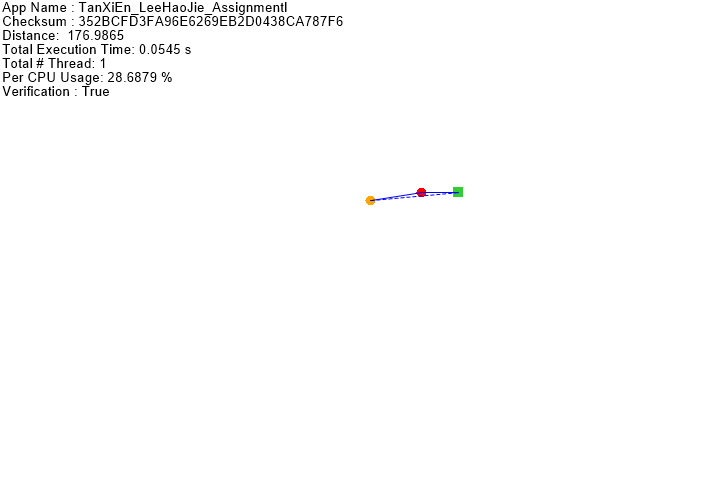 App Name : TanXiEn_LeeHaoJie_AssignmentI
Checksum : 352BCFD3FA96E6269EB2D0438CA787F6
Distance:  176.9865
Total Execution Time: 0.0545 s
Total # Thread: 1
Per CPU Usage: 28.6879 %
Verification : True